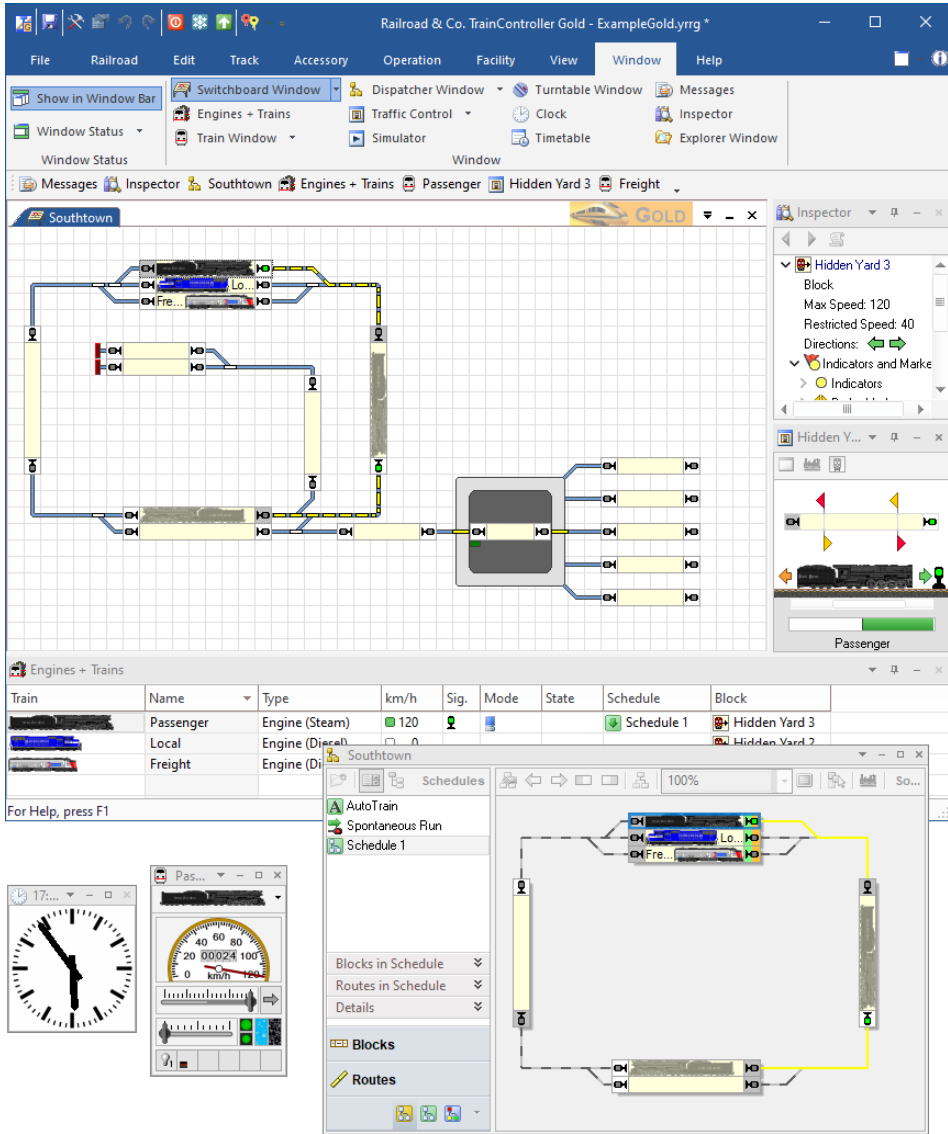 Railroad & Co. TrainController Gold - ExampleGold.yrrg *
File Railroad Edit Track Accessory Operation Facility View Window Help
Show in Window Bar
Window Status
Window Status
Switchboard Window
Engines + Trains
Train Window
Dispatcher Window
Traffic Control
Simulator
Turntable Window
Clock
Timetable
Messages
Inspector
Explorer Window
Window
Messages Inspector Southtown Engines + Trains Passenger Hidden Yard 3 Freight
Southtown
GOLD
Lo...
Fre...
Inspector
Hidden Yard 3
Block
Max Speed: 120
Restricted Speed: 40
Directions:
Indicators and Marke
Indicators
Hidden Y...
Passenger
Engines + Trains
Train Name Type km/h Sig. Mode State Schedule Block
Passenger Engine (Steam) 120 Schedule 1 Hidden Yard 3
Local Engine (Diesel) 0 Hidden Yard 2
Freight Engine (Di
For Help, press F1
Southtown
Schedules 100% So...
AutoTrain
Spontaneous Run
Schedule 1
Blocks in Schedule
Routes in Schedule
Details
Blocks
Routes
Lo...
Fre...
17:...
Pas...
0 20 40 60 80 100 120
00024
km/h
1